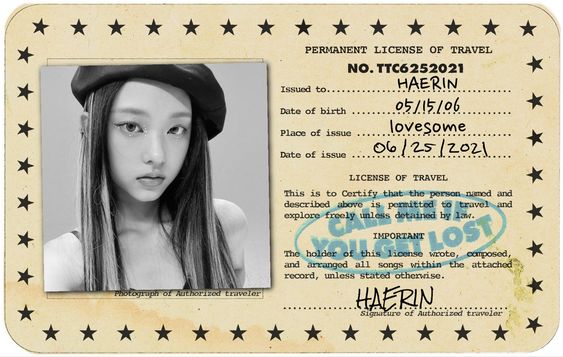 PERMANENT LICENSE OF TRAVEL
NO. TTC6252021
Issued to HAERIN
Date of birth 05/15/06
Place of issue lovesome
Date of issue 06/25/2021
LICENSE OF TRAVEL
This is to Certify that the person named and
described above is permitted to travel and
explore freely unless detained by law.
CALL ME IF
YOU GET LOST
IMPORTANT
The holder of this license wrote, composed,
and arranged all songs within the attached
record, unless stated otherwise.
HAERIN
Photograph of Authorized traveler
Signature of Authorized traveler